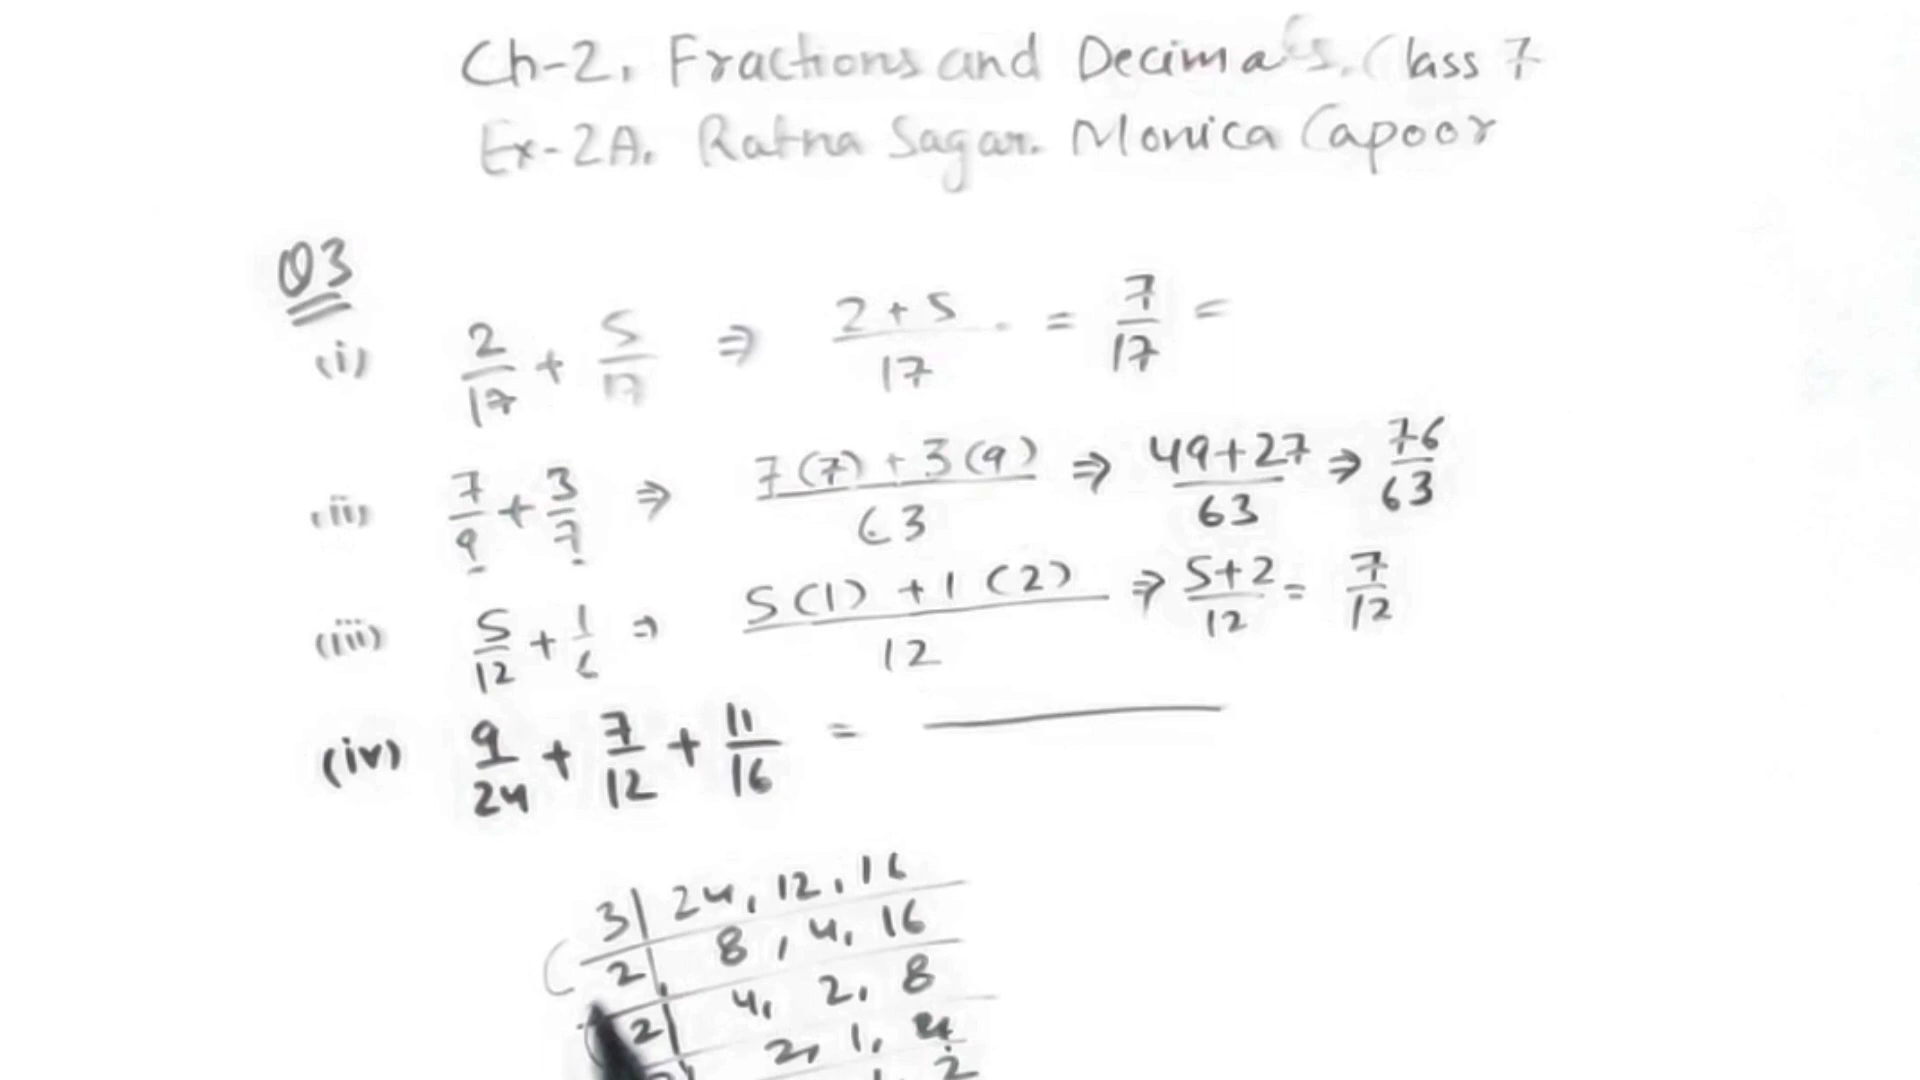 Ch-2. Fractions and Decimals. Class 7
Ex-2A. Ratna Sagar. Monica Capoor
Q3
(i) 2/17 + 5/17 ⇒ 2+5/17 = 7/17 =
(ii) 7/9 + 3/7 ⇒ 7(7)+3(9)/63 ⇒ 49+27/63 ⇒ 76/63
(iii) 5/12 + 1/6 ⇒ 5(1)+1(2)/12 ⇒ 5+2/12 = 7/12
(iv) 9/24 + 7/12 + 11/16 =
3| 24, 12, 16
2| 8, 4, 16
4, 2, 8
2| 2, 1, 4
1, 2